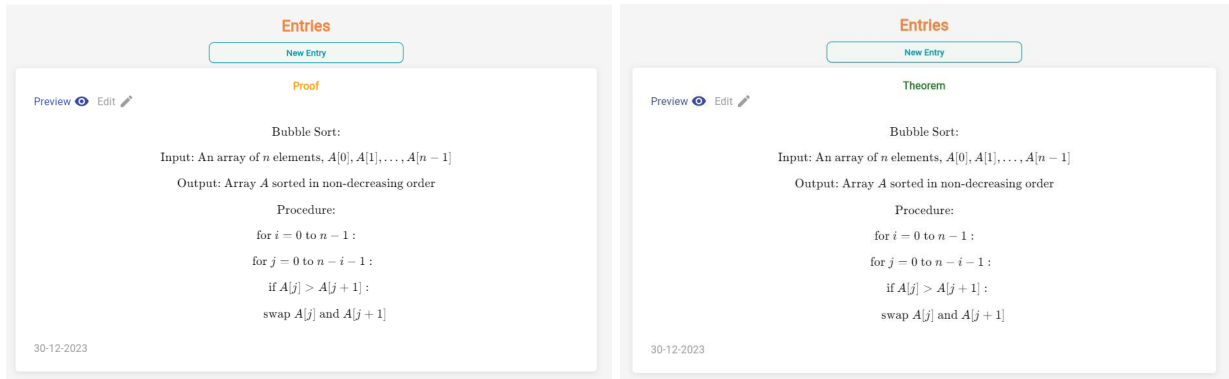 Entries
New Entry
Proof
Preview Edit
Bubble Sort:
Input: An array of n elements, A[0], A[1], . . . , A[n − 1]
Output: Array A sorted in non-decreasing order
Procedure:
for i = 0 to n − 1 :
for j = 0 to n − i − 1 :
if A[j] > A[j + 1] :
swap A[j] and A[j + 1]
30-12-2023
Entries
New Entry
Theorem
Preview Edit
Bubble Sort:
Input: An array of n elements, A[0], A[1], . . . , A[n − 1]
Output: Array A sorted in non-decreasing order
Procedure:
for i = 0 to n − 1 :
for j = 0 to n − i − 1 :
if A[j] > A[j + 1] :
swap A[j] and A[j + 1]
30-12-2023